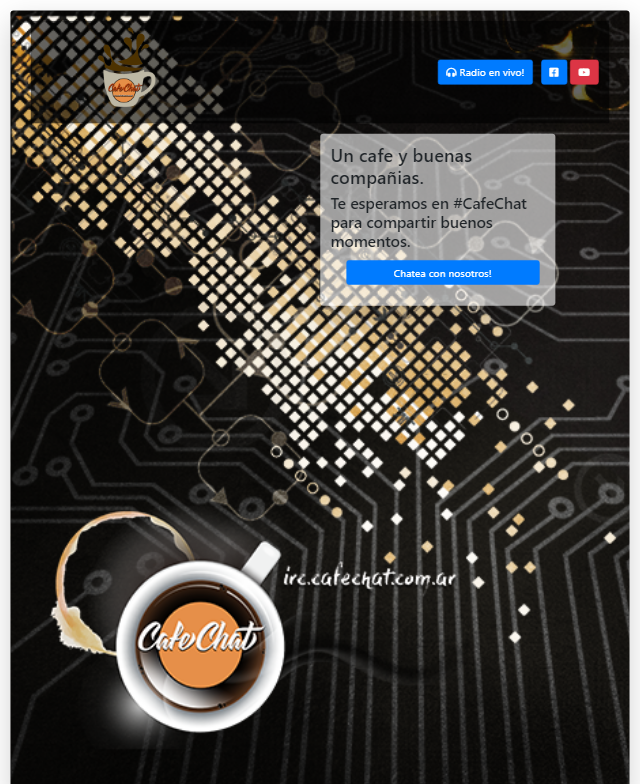 CafeChat
Radio en vivo!
Un cafe y buenas
compañias.
Te esperamos en #CafeChat
para compartir buenos
momentos.
Chatea con nosotros!
irc.cafechat.com.ar
CafeChat